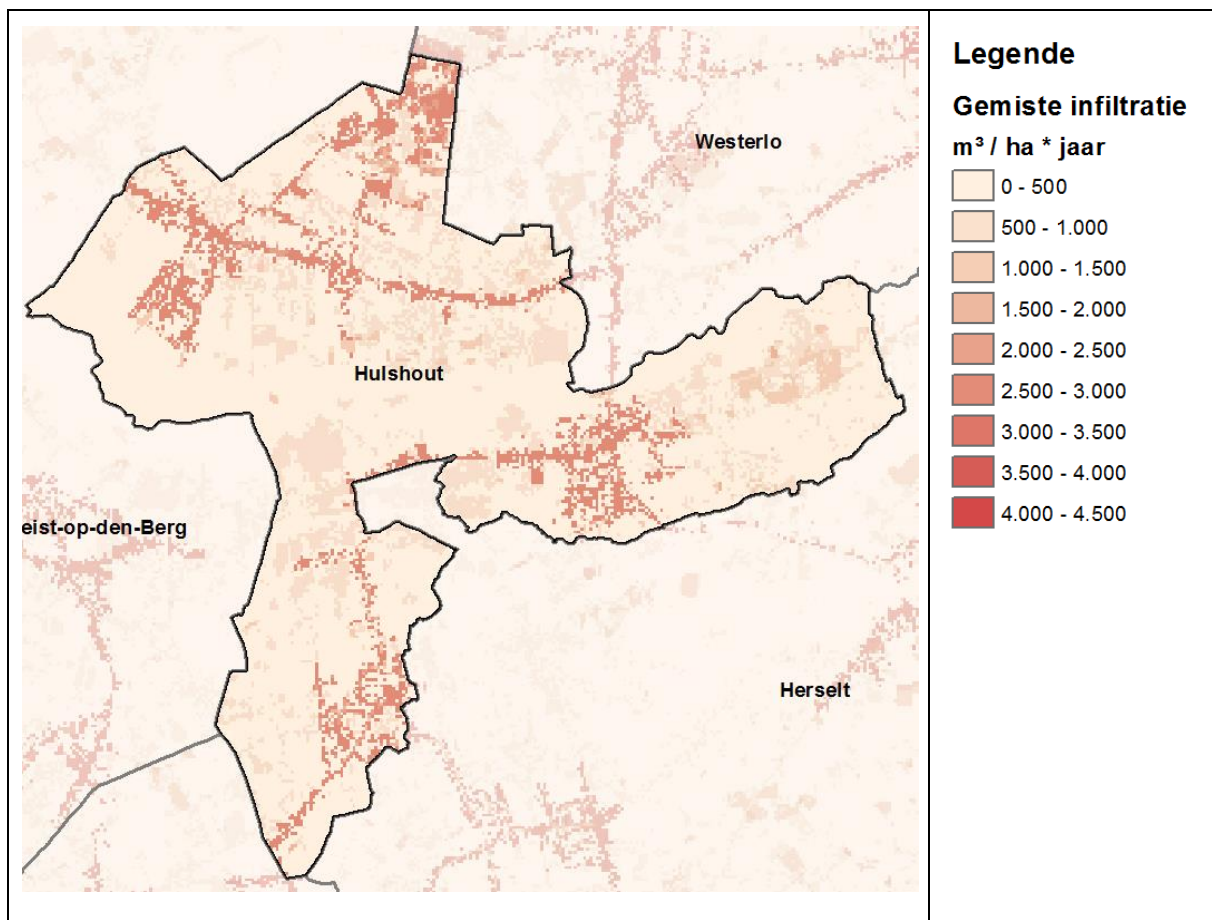 Westerlo
Hulshout
eist-op-den-Berg
Herselt
Legende
Gemiste infiltratie
m³ / ha * jaar
0 - 500
500 - 1.000
1.000 - 1.500
1.500 - 2.000
2.000 - 2.500
2.500 - 3.000
3.000 - 3.500
3.500 - 4.000
4.000 - 4.500